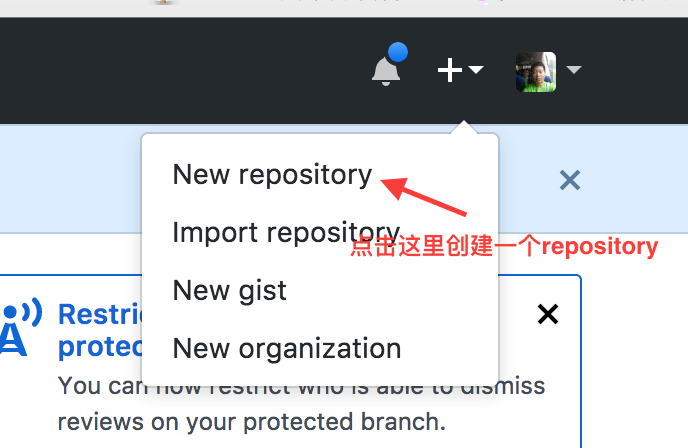 New repository
Import repository
点击这里创建一个repository
New gist
New organization
Restri
protec
You can now restrict who is able to dismiss
reviews on your protected branch.